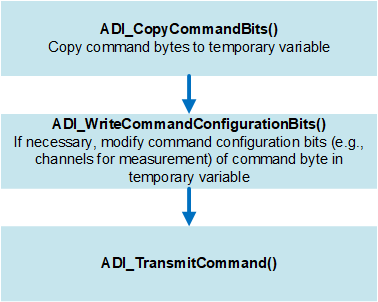 ADI_CopyCommandBits()
Copy command bytes to temporary variable
ADI_WriteCommandConfigurationBits()
If necessary, modify command configuration bits (e.g.,
channels for measurement) of command byte in
temporary variable
ADI_TransmitCommand()